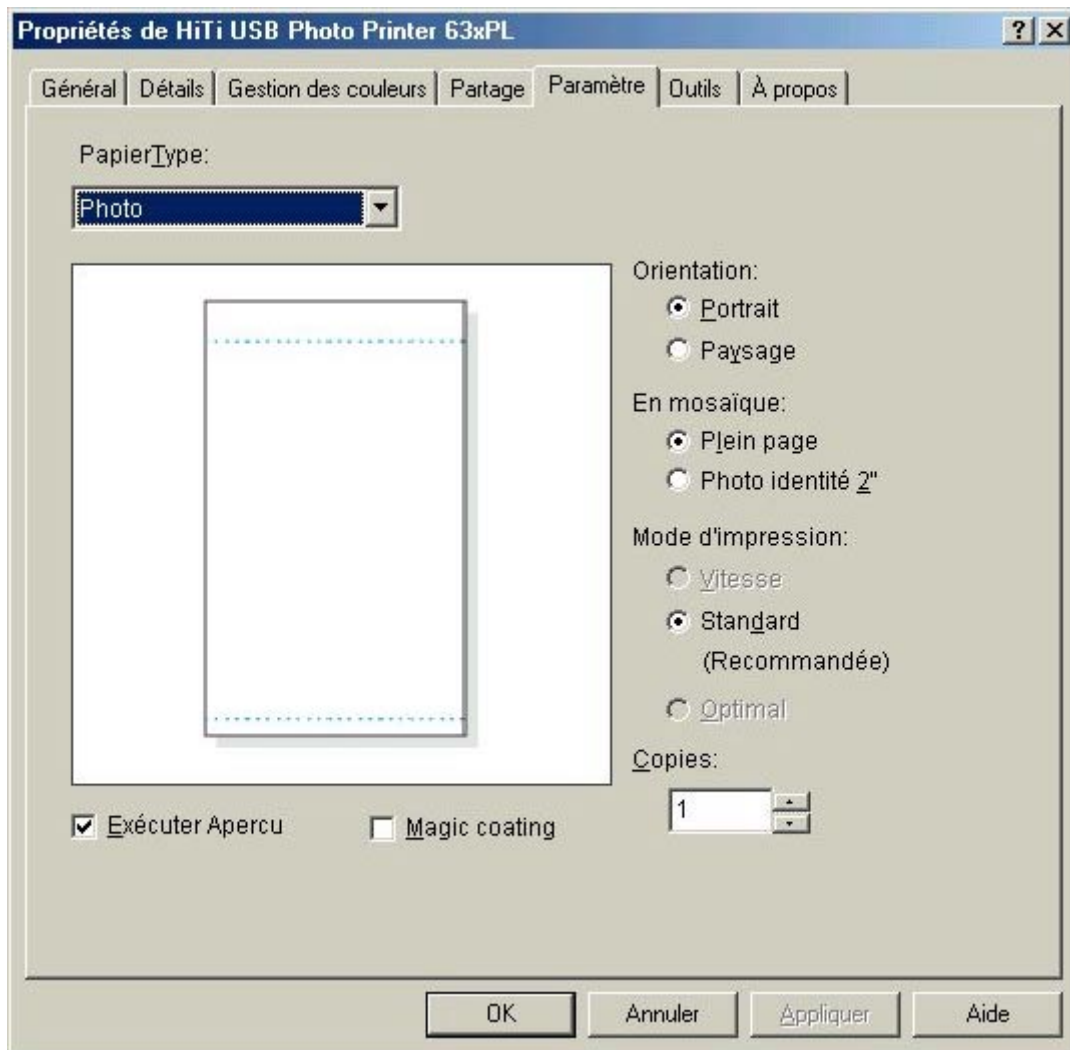 Propriétés de HiTi USB Photo Printer 63xPL
Général Détails Gestion des couleurs Partage Paramètre Outils À propos
PapierType:
Photo
Orientation:
Portrait
Paysage
En mosaïque:
Plein page
Photo identité 2"
Mode d'impression:
Vitesse
Standard
(Recommandée)
Optimal
Copies:
1
Exécuter Apercu
Magic coating
OK Annuler Appliquer Aide